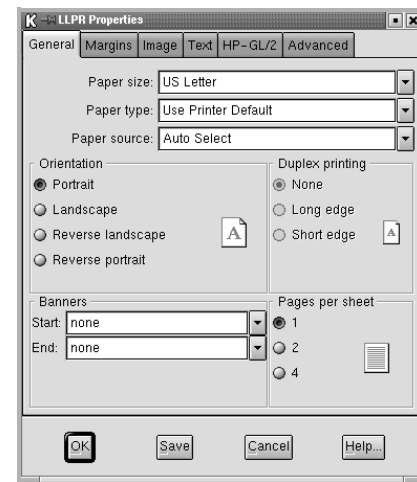 LLPR Properties
General Margins Image Text HP-GL/2 Advanced
Paper size: US Letter
Paper type: Use Printer Default
Paper source: Auto Select
Orientation
Portrait
Landscape
Reverse landscape
Reverse portrait
A
Duplex printing
None
Long edge
Short edge
A
Banners
Start: none
End: none
Pages per sheet
1
2
4
OK Save Cancel Help...